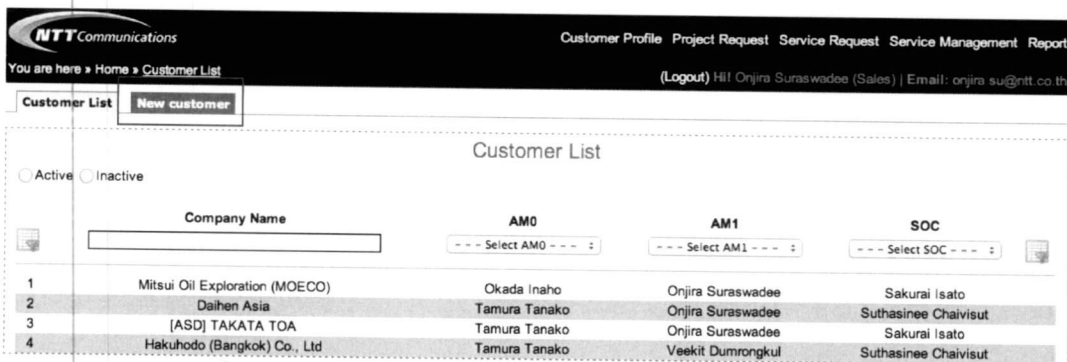 NTT Communications
Customer Profile Project Request Service Request Service Management Report
You are here » Home » Customer List
(Logout) Hi! Onjira Suraswadee (Sales) | Email: onjira su@ntt.co.th
Customer List New customer
Customer List
Active Inactive
Company Name AM0 AM1 SOC
- - - Select AM0 - - - - - - Select AM1 - - - - - - Select SOC - - -
1 Mitsui Oil Exploration (MOECO) Okada Inaho Onjira Suraswadee Sakurai Isato
2 Daihen Asia Tamura Tanako Onjira Suraswadee Suthasinee Chaivisut
3 [ASD] TAKATA TOA Tamura Tanako Onjira Suraswadee Sakurai Isato
4 Hakuhodo (Bangkok) Co., Ltd Tamura Tanako Veekit Dumrongkul Suthasinee Chaivisut